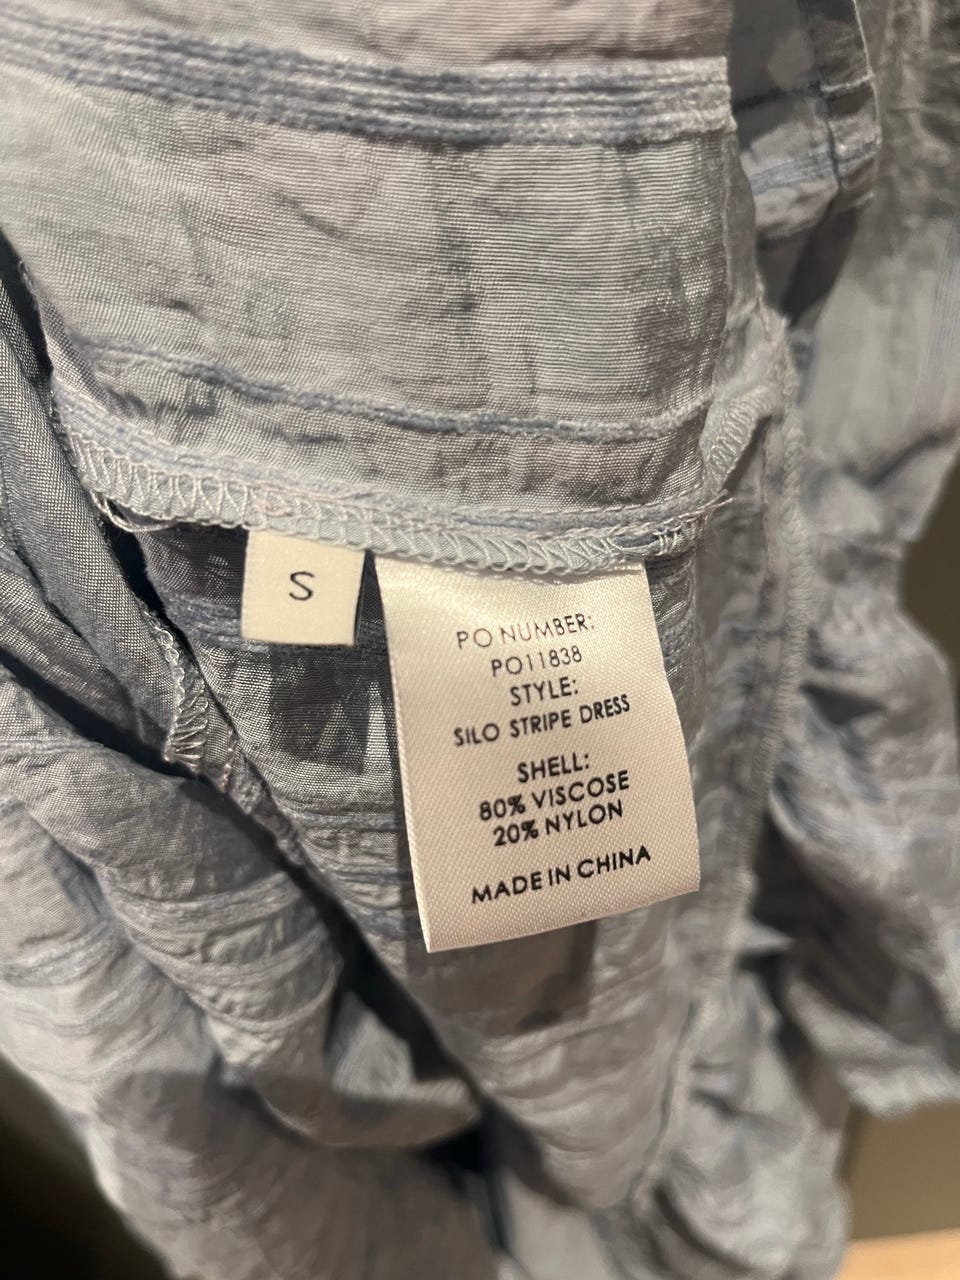 S
PO NUMBER:
PO11838
STYLE:
SILO STRIPE DRESS
SHELL:
80% VISCOSE
20% NYLON
MADE IN CHINA